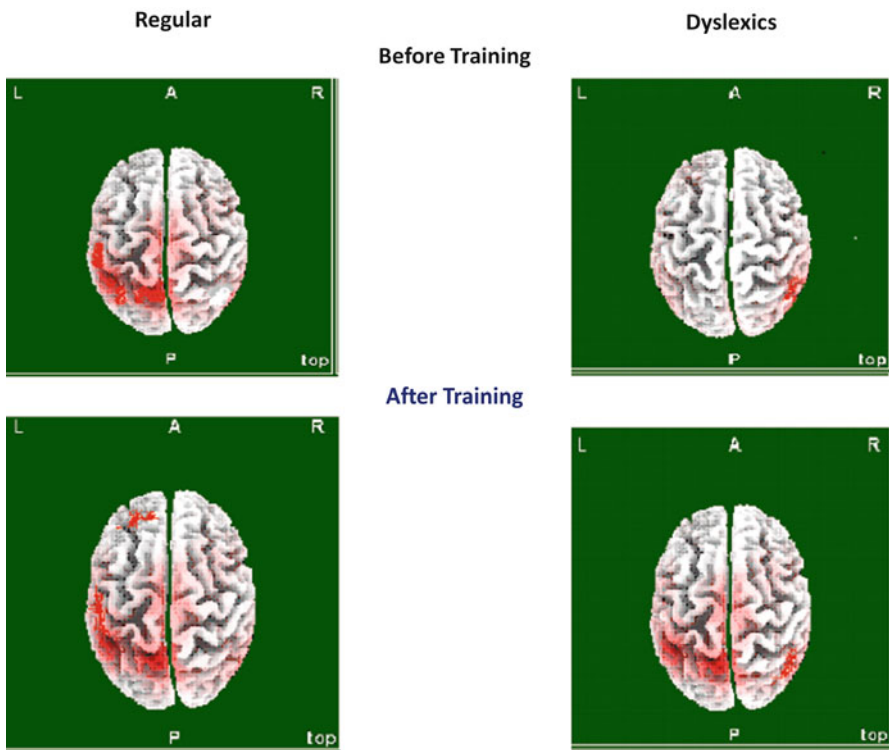 Regular
Dyslexics
Before Training
L A R
P top
L A R
P top
After Training
L A R
P top
L A R
P top